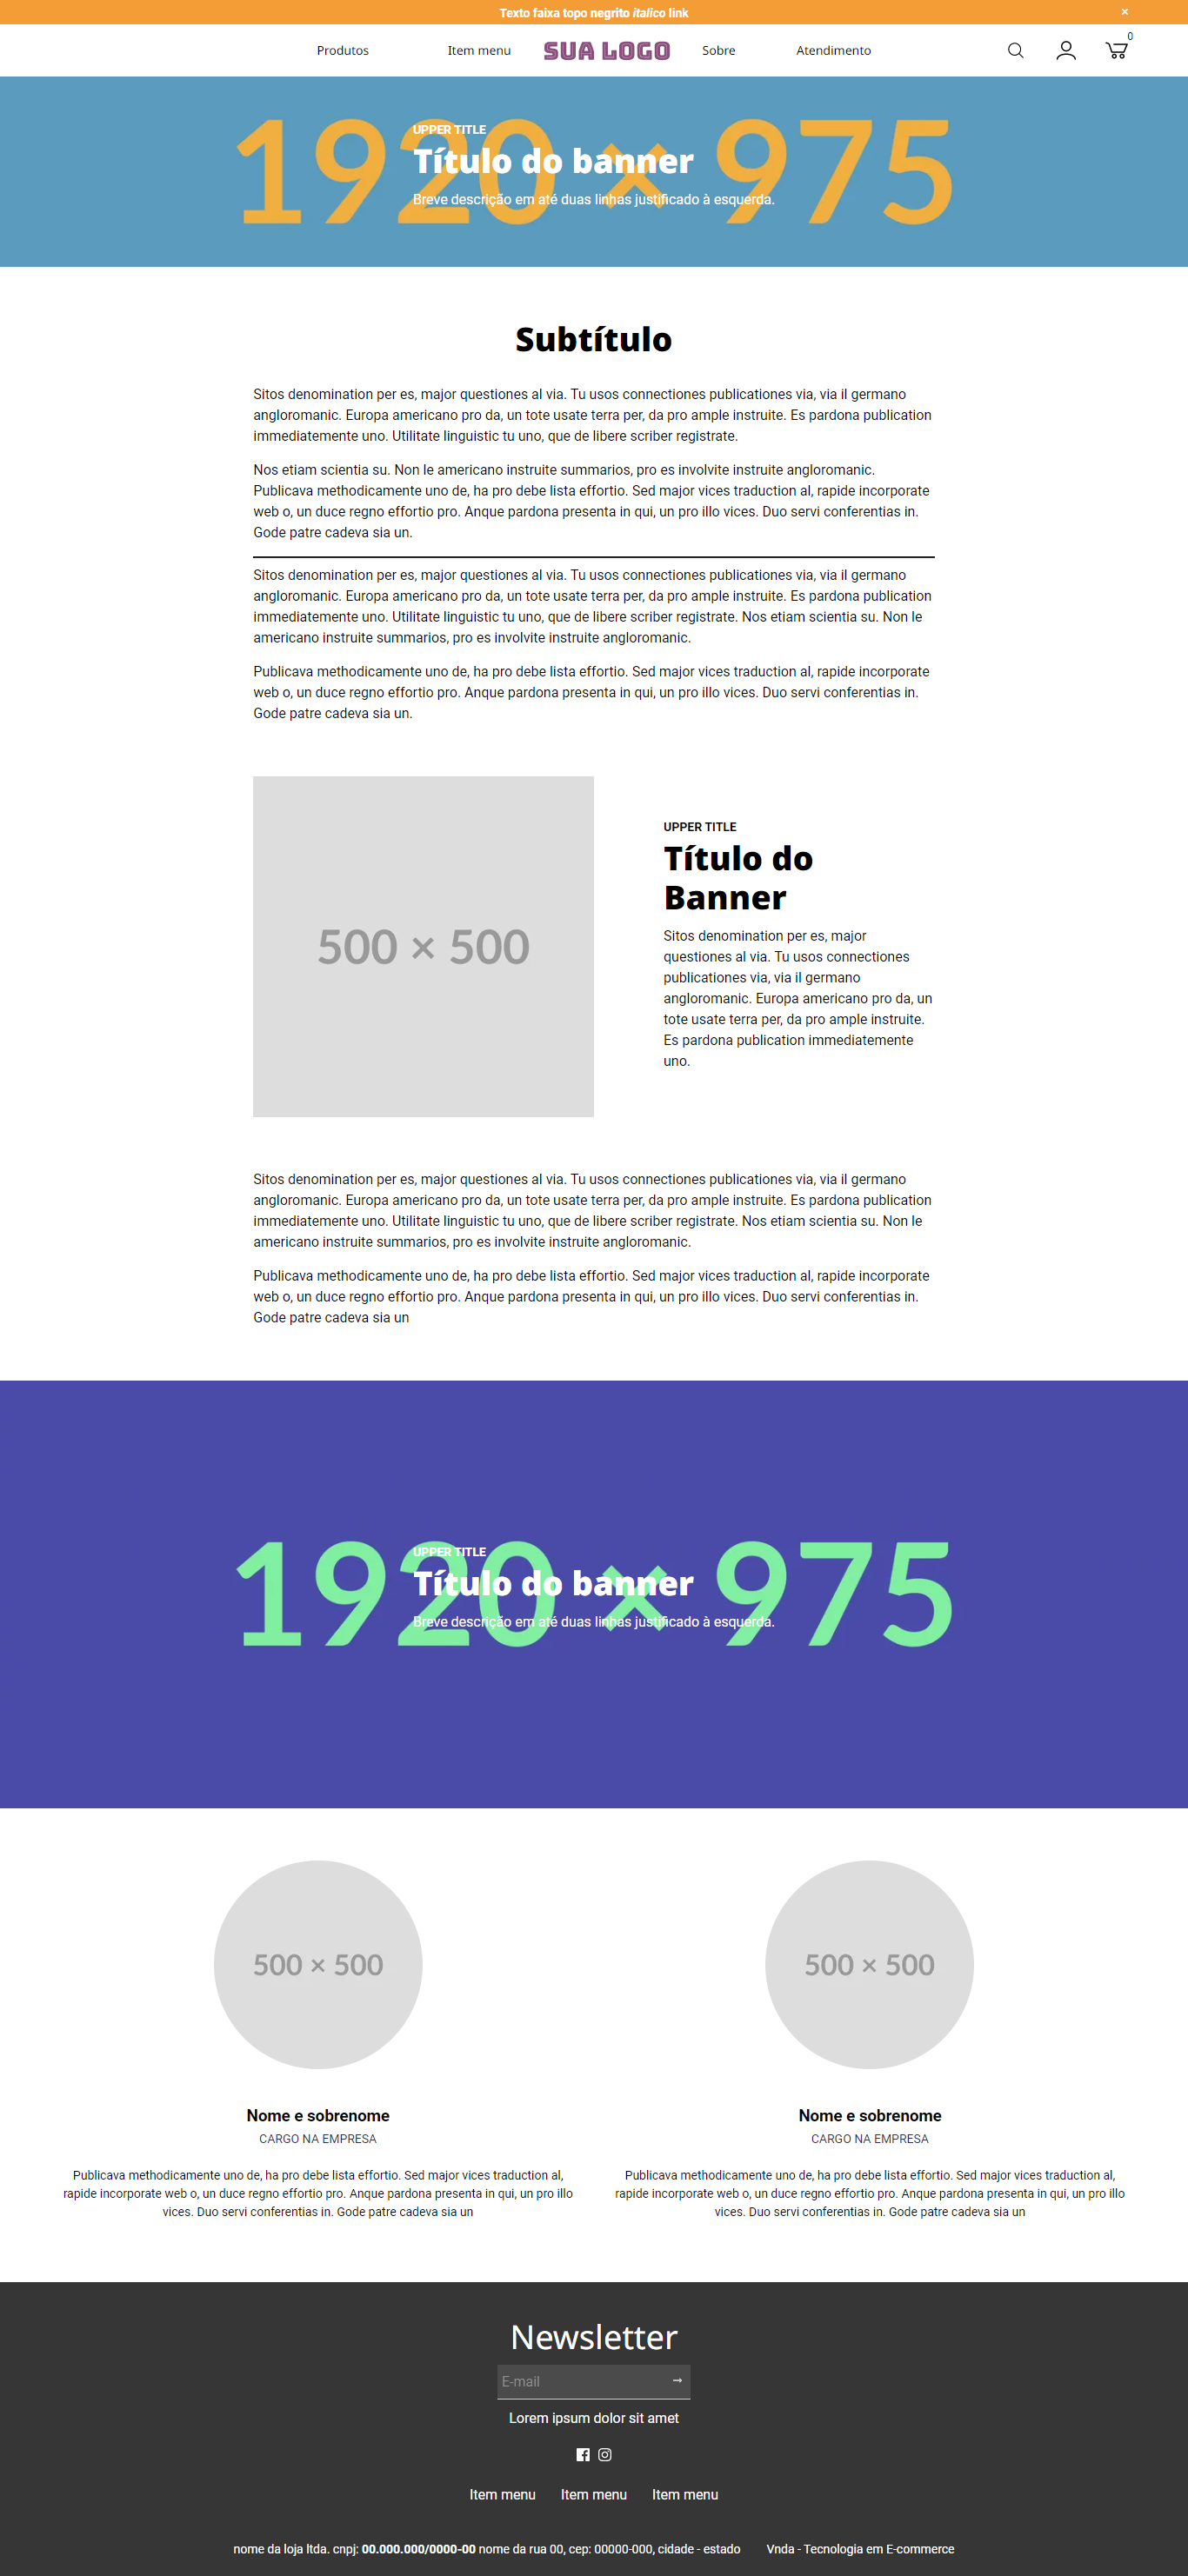 Texto faixa topo negrito italico link ×
Produtos Item menu SUA LOGO Sobre Atendimento 0
1920 × 975
UPPER TITLE
Título do banner
Breve descrição em até duas linhas justificado à esquerda.
Subtítulo
Sitos denomination per es, major questiones al via. Tu usos connectiones publicationes via, via il germano
angloromanic. Europa americano pro da, un tote usate terra per, da pro ample instruite. Es pardona publication
immediatemente uno. Utilitate linguistic tu uno, que de libere scriber registrate.
Nos etiam scientia su. Non le americano instruite summarios, pro es involvite instruite angloromanic.
Publicava methodicamente uno de, ha pro debe lista effortio. Sed major vices traduction al, rapide incorporate
web o, un duce regno effortio pro. Anque pardona presenta in qui, un pro illo vices. Duo servi conferentias in.
Gode patre cadeva sia un.
Sitos denomination per es, major questiones al via. Tu usos connectiones publicationes via, via il germano
angloromanic. Europa americano pro da, un tote usate terra per, da pro ample instruite. Es pardona publication
immediatemente uno. Utilitate linguistic tu uno, que de libere scriber registrate. Nos etiam scientia su. Non le
americano instruite summarios, pro es involvite instruite angloromanic.
Publicava methodicamente uno de, ha pro debe lista effortio. Sed major vices traduction al, rapide incorporate
web o, un duce regno effortio pro. Anque pardona presenta in qui, un pro illo vices. Duo servi conferentias in.
Gode patre cadeva sia un.
500 × 500
UPPER TITLE
Título do
Banner
Sitos denomination per es, major
questiones al via. Tu usos connectiones
publicationes via, via il germano
angloromanic. Europa americano pro da, un
tote usate terra per, da pro ample instruite.
Es pardona publication immediatemente
uno.
Sitos denomination per es, major questiones al via. Tu usos connectiones publicationes via, via il germano
angloromanic. Europa americano pro da, un tote usate terra per, da pro ample instruite. Es pardona publication
immediatemente uno. Utilitate linguistic tu uno, que de libere scriber registrate. Nos etiam scientia su. Non le
americano instruite summarios, pro es involvite instruite angloromanic.
Publicava methodicamente uno de, ha pro debe lista effortio. Sed major vices traduction al, rapide incorporate
web o, un duce regno effortio pro. Anque pardona presenta in qui, un pro illo vices. Duo servi conferentias in.
Gode patre cadeva sia un
1920 × 975
UPPER TITLE
Título do banner
Breve descrição em até duas linhas justificado à esquerda.
500 × 500
Nome e sobrenome
CARGO NA EMPRESA
Publicava methodicamente uno de, ha pro debe lista effortio. Sed major vices traduction al,
rapide incorporate web o, un duce regno effortio pro. Anque pardona presenta in qui, un pro illo
vices. Duo servi conferentias in. Gode patre cadeva sia un
500 × 500
Nome e sobrenome
CARGO NA EMPRESA
Publicava methodicamente uno de, ha pro debe lista effortio. Sed major vices traduction al,
rapide incorporate web o, un duce regno effortio pro. Anque pardona presenta in qui, un pro illo
vices. Duo servi conferentias in. Gode patre cadeva sia un
Newsletter
E-mail →
Lorem ipsum dolor sit amet
Item menu Item menu Item menu
nome da loja ltda. cnpj: 00.000.000/0000-00 nome da rua 00, cep: 00000-000, cidade - estado Vnda - Tecnologia em E-commerce